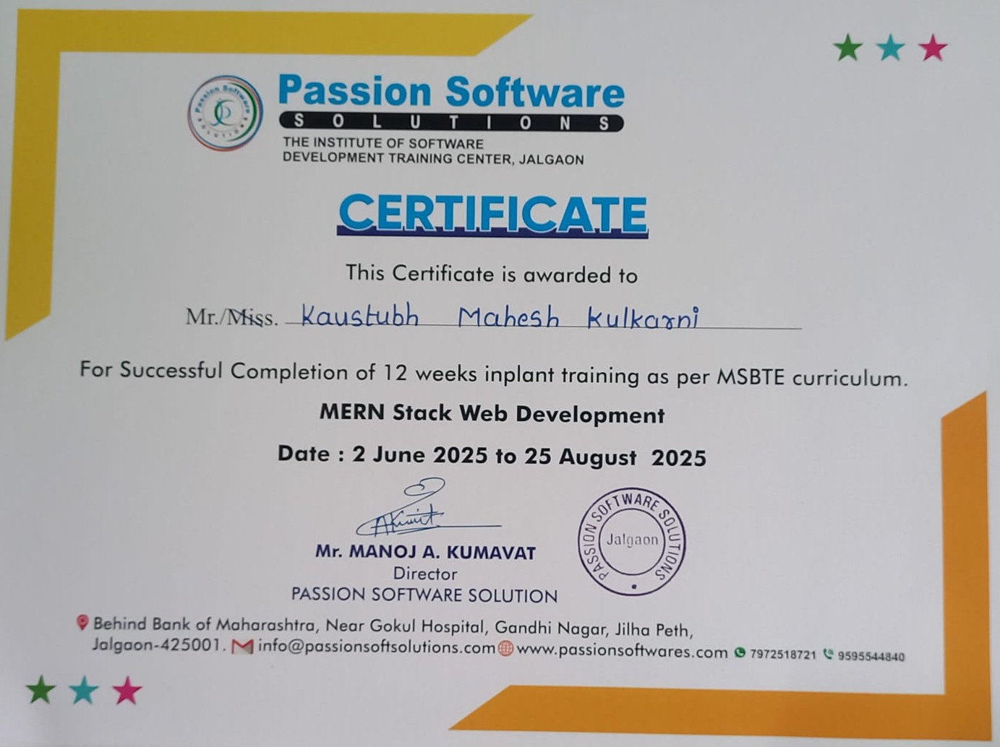 Passion Software
SOLUTIONS
Passion Software
SOLUTIONS
THE INSTITUTE OF SOFTWARE
DEVELOPMENT TRAINING CENTER, JALGAON
CERTIFICATE
This Certificate is awarded to
Mr./Miss. Kaustubh Mahesh Kulkarni
For Successful Completion of 12 weeks inplant training as per MSBTE curriculum.
MERN Stack Web Development
Date : 2 June 2025 to 25 August 2025
Mr. MANOJ A. KUMAVAT
Director
PASSION SOFTWARE SOLUTION
PASSION SOFTWARE SOLUTIONS
Jalgaon
Behind Bank of Maharashtra, Near Gokul Hospital, Gandhi Nagar, Jilha Peth,
Jalgaon-425001. info@passionsoftsolutions.com www.passionsoftwares.com 7972518721 9595544840